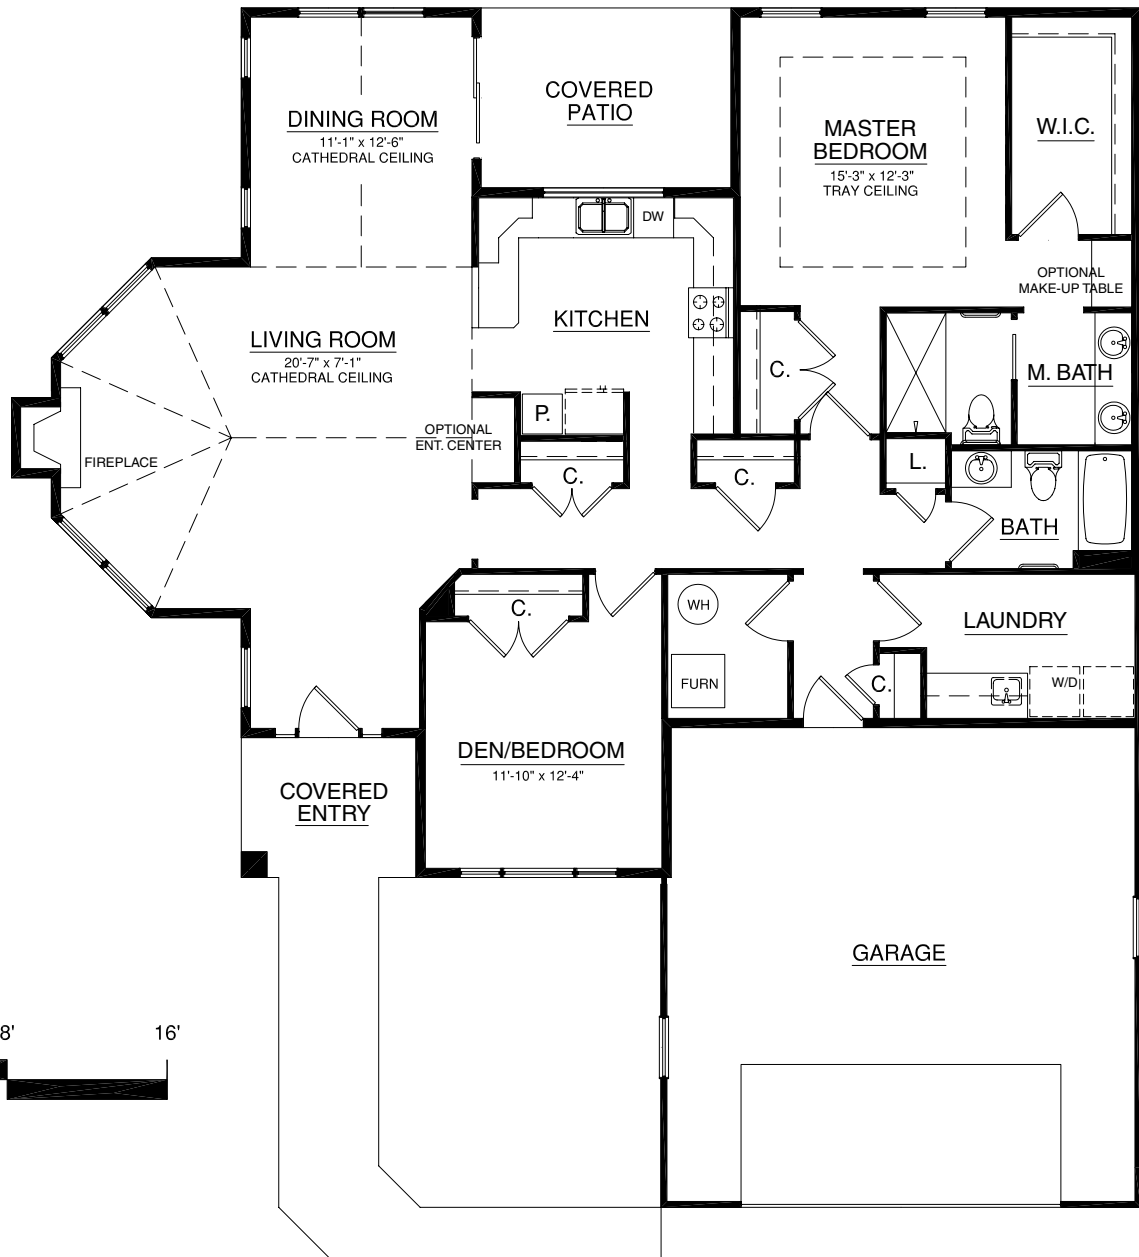 COVERED
PATIO
DINING ROOM
11'-1" x 12'-6"
CATHEDRAL CEILING
MASTER
BEDROOM
15'-3" x 12'-3"
TRAY CEILING
W.I.C.
DW
OPTIONAL
MAKE-UP TABLE
KITCHEN
LIVING ROOM
20'-7" x 7'-1"
CATHEDRAL CEILING
C.
M. BATH
P.
OPTIONAL
ENT. CENTER
FIREPLACE
C.
C.
L.
BATH
C.
WH
LAUNDRY
FURN
C.
W/D
DEN/BEDROOM
11'-10" x 12'-4"
COVERED
ENTRY
GARAGE
8'
16'